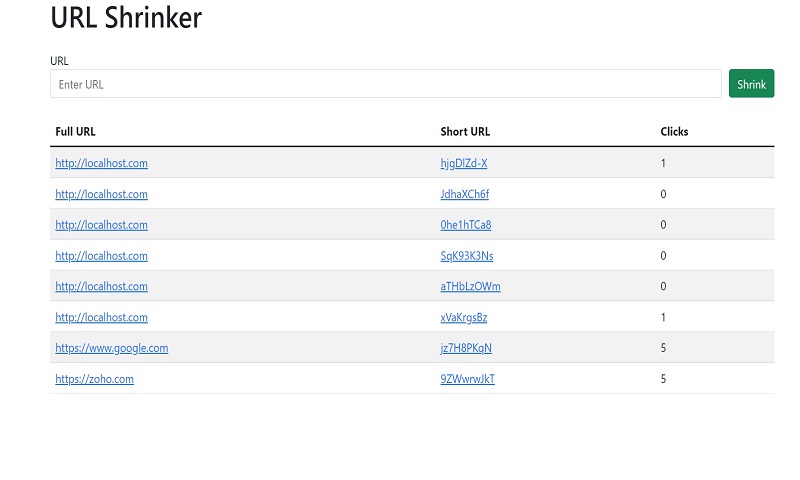 URL Shrinker
URL
Enter URL Shrink
Full URL Short URL Clicks
http://localhost.com hjgDlZd-X 1
http://localhost.com JdhaXCh6f 0
http://localhost.com 0he1hTCa8 0
http://localhost.com SqK93K3Ns 0
http://localhost.com aTHbLzOWm 0
http://localhost.com xVaKrgsBz 1
https://www.google.com jz7H8PKqN 5
https://zoho.com 9ZWwrwJkT 5